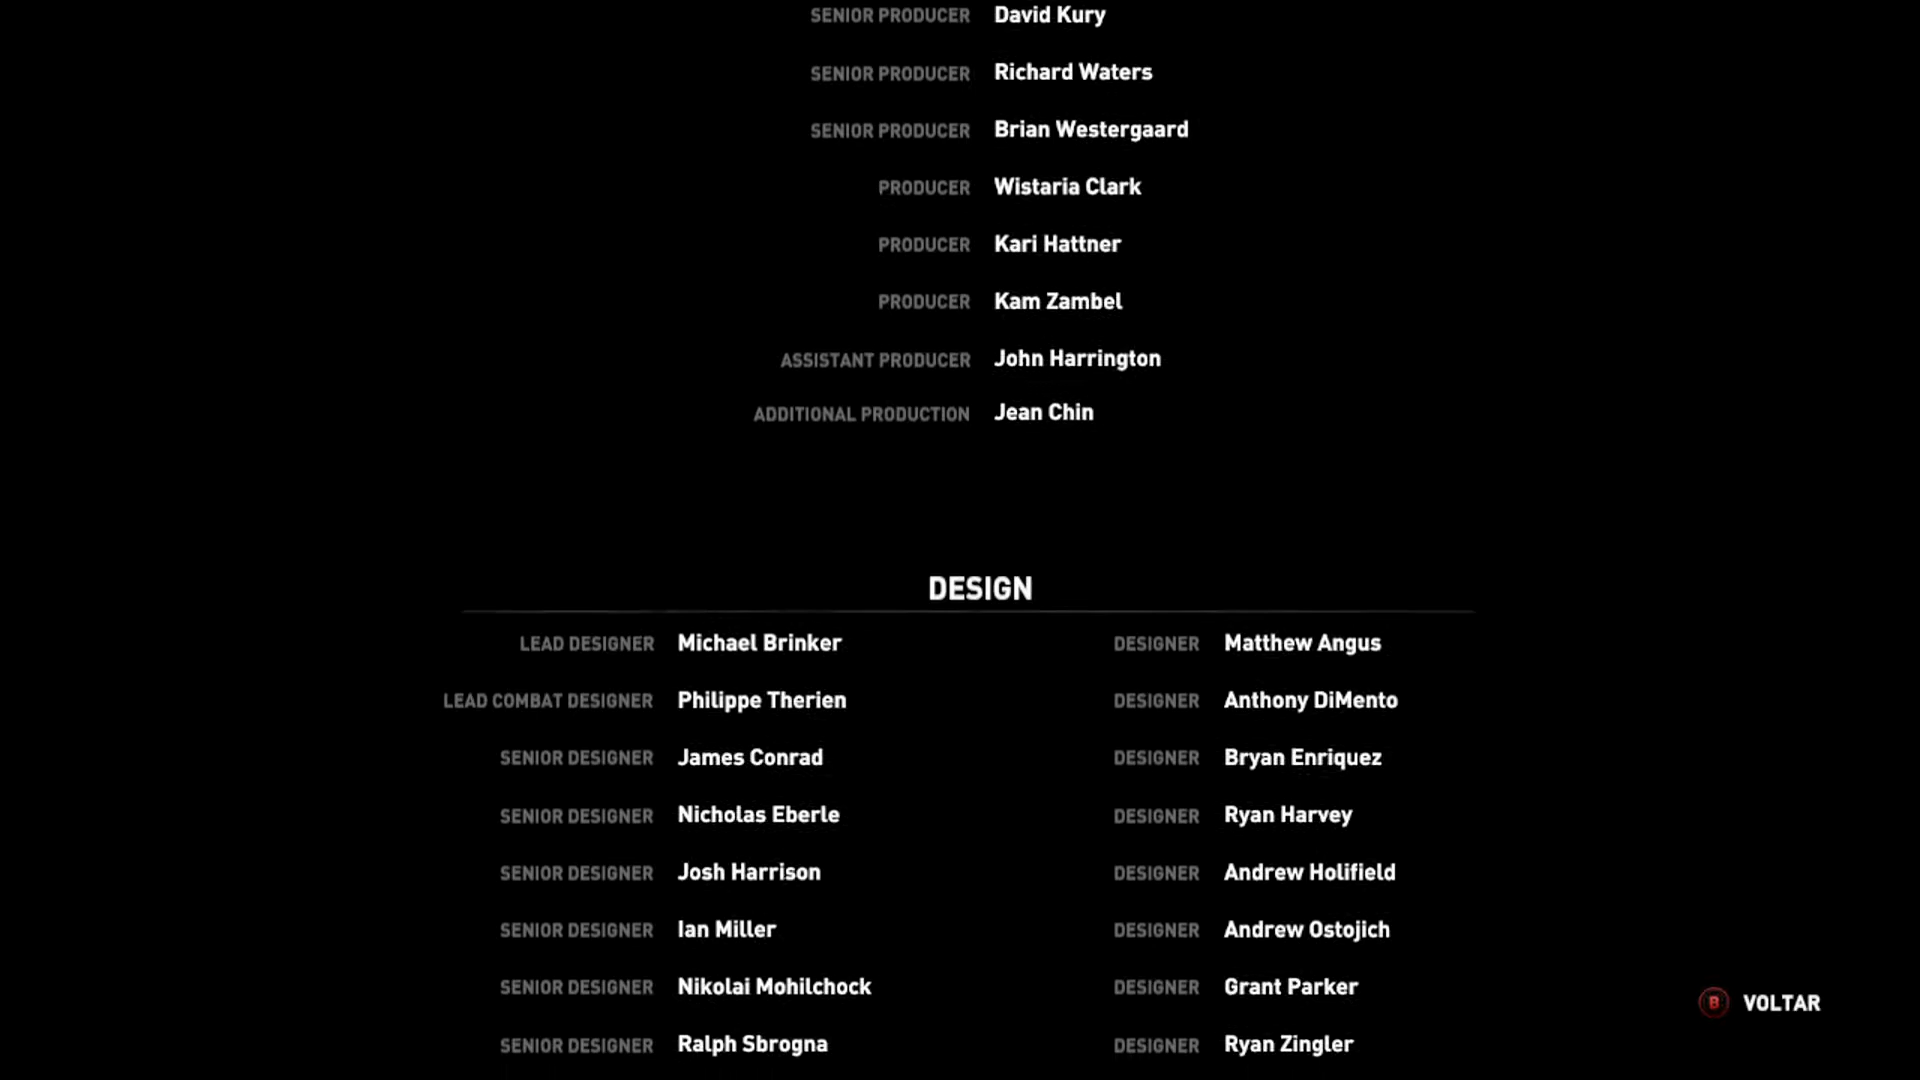 SENIOR PRODUCER David Kury
SENIOR PRODUCER Richard Waters
SENIOR PRODUCER Brian Westergaard
PRODUCER Wistaria Clark
PRODUCER Kari Hattner
PRODUCER Kam Zambel
ASSISTANT PRODUCER John Harrington
ADDITIONAL PRODUCTION Jean Chin
DESIGN
LEAD DESIGNER Michael Brinker DESIGNER Matthew Angus
LEAD COMBAT DESIGNER Philippe Therien DESIGNER Anthony DiMento
SENIOR DESIGNER James Conrad DESIGNER Bryan Enriquez
SENIOR DESIGNER Nicholas Eberle DESIGNER Ryan Harvey
SENIOR DESIGNER Josh Harrison DESIGNER Andrew Holifield
SENIOR DESIGNER Ian Miller DESIGNER Andrew Ostojich
SENIOR DESIGNER Nikolai Mohilchock DESIGNER Grant Parker
B VOLTAR
SENIOR DESIGNER Ralph Sbrogna DESIGNER Ryan Zingler